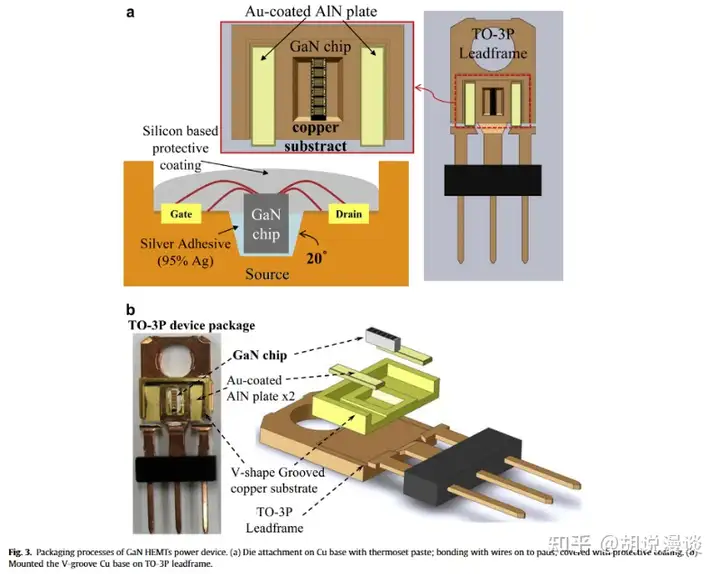 a
Au-coated AlN plate
GaN chip
copper
substract
TO-3P
Leadframe
Silicon based
protective
coating
Gate
GaN
chip
Drain
Silver Adhesive
(95% Ag)
20°
Source
b
TO-3P device package
GaN chip
Au-coated
AlN plate x2
V-shape Grooved
copper substrate
TO-3P
Leadframe
知乎 @胡说漫谈
Fig. 3. Packaging processes of GaN HEMTs power device. (a) Die attachment on Cu base with thermoset paste; bonding with wires on to pads; covered with protective coating. (b)
Mounted the V-groove Cu base on TO-3P leadframe.